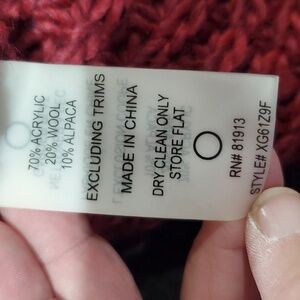 70% ACRYLIC
20% WOOL
10% ALPACA
EXCLUDING TRIMS
MADE IN CHINA
DRY CLEAN ONLY
STORE FLAT
RN# 81913
STYLE# XG61Z9F